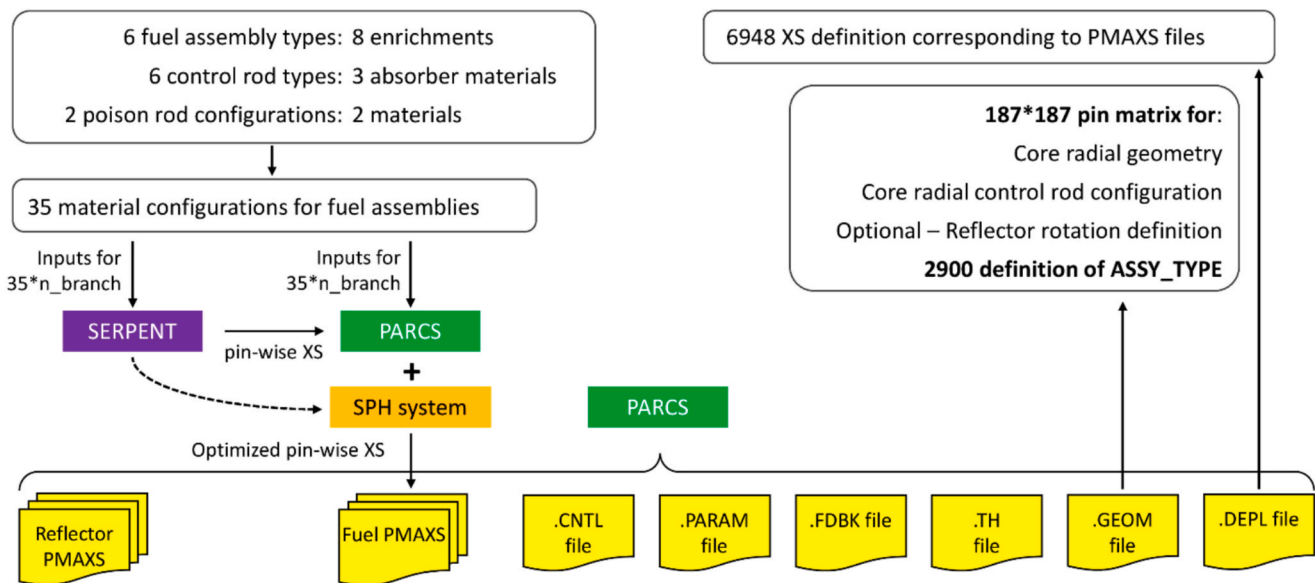 6 fuel assembly types: 8 enrichments
6 control rod types: 3 absorber materials
2 poison rod configurations: 2 materials
35 material configurations for fuel assemblies
Inputs for
35*n_branch
Inputs for
35*n_branch
SERPENT
pin-wise XS
PARCS
+
SPH system
Optimized pin-wise XS
PARCS
6948 XS definition corresponding to PMAXS files
187*187 pin matrix for:
Core radial geometry
Core radial control rod configuration
Optional – Reflector rotation definition
2900 definition of ASSY_TYPE
Reflector
PMAXS
Fuel PMAXS
.CNTL
file
.PARAM
file
.FDBK file
.TH
file
.GEOM
file
.DEPL file